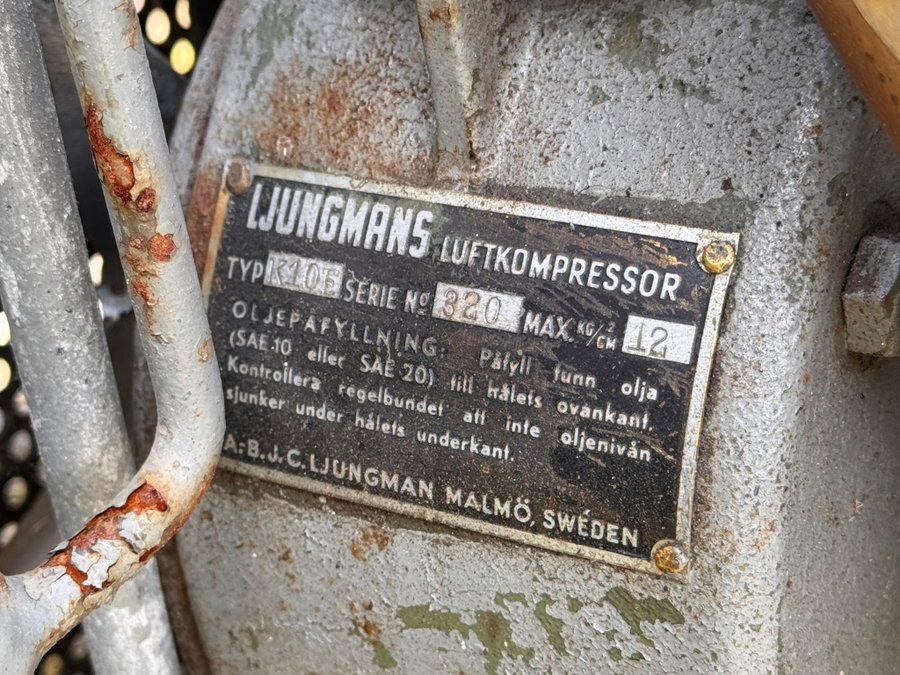 LJUNGMANS LUFTKOMPRESSOR
TYP K10E SERIE Nº 320 MAX. KG/CM² 12
OLJEPÅFYLLNING: Påfyll tunn olja
(SAE 10 eller SAE 20) till hålets ovankant.
Kontrollera regelbundet att inte oljenivån
sjunker under hålets underkant.
A.-B. J. C. LJUNGMAN MALMÖ, SWEDEN